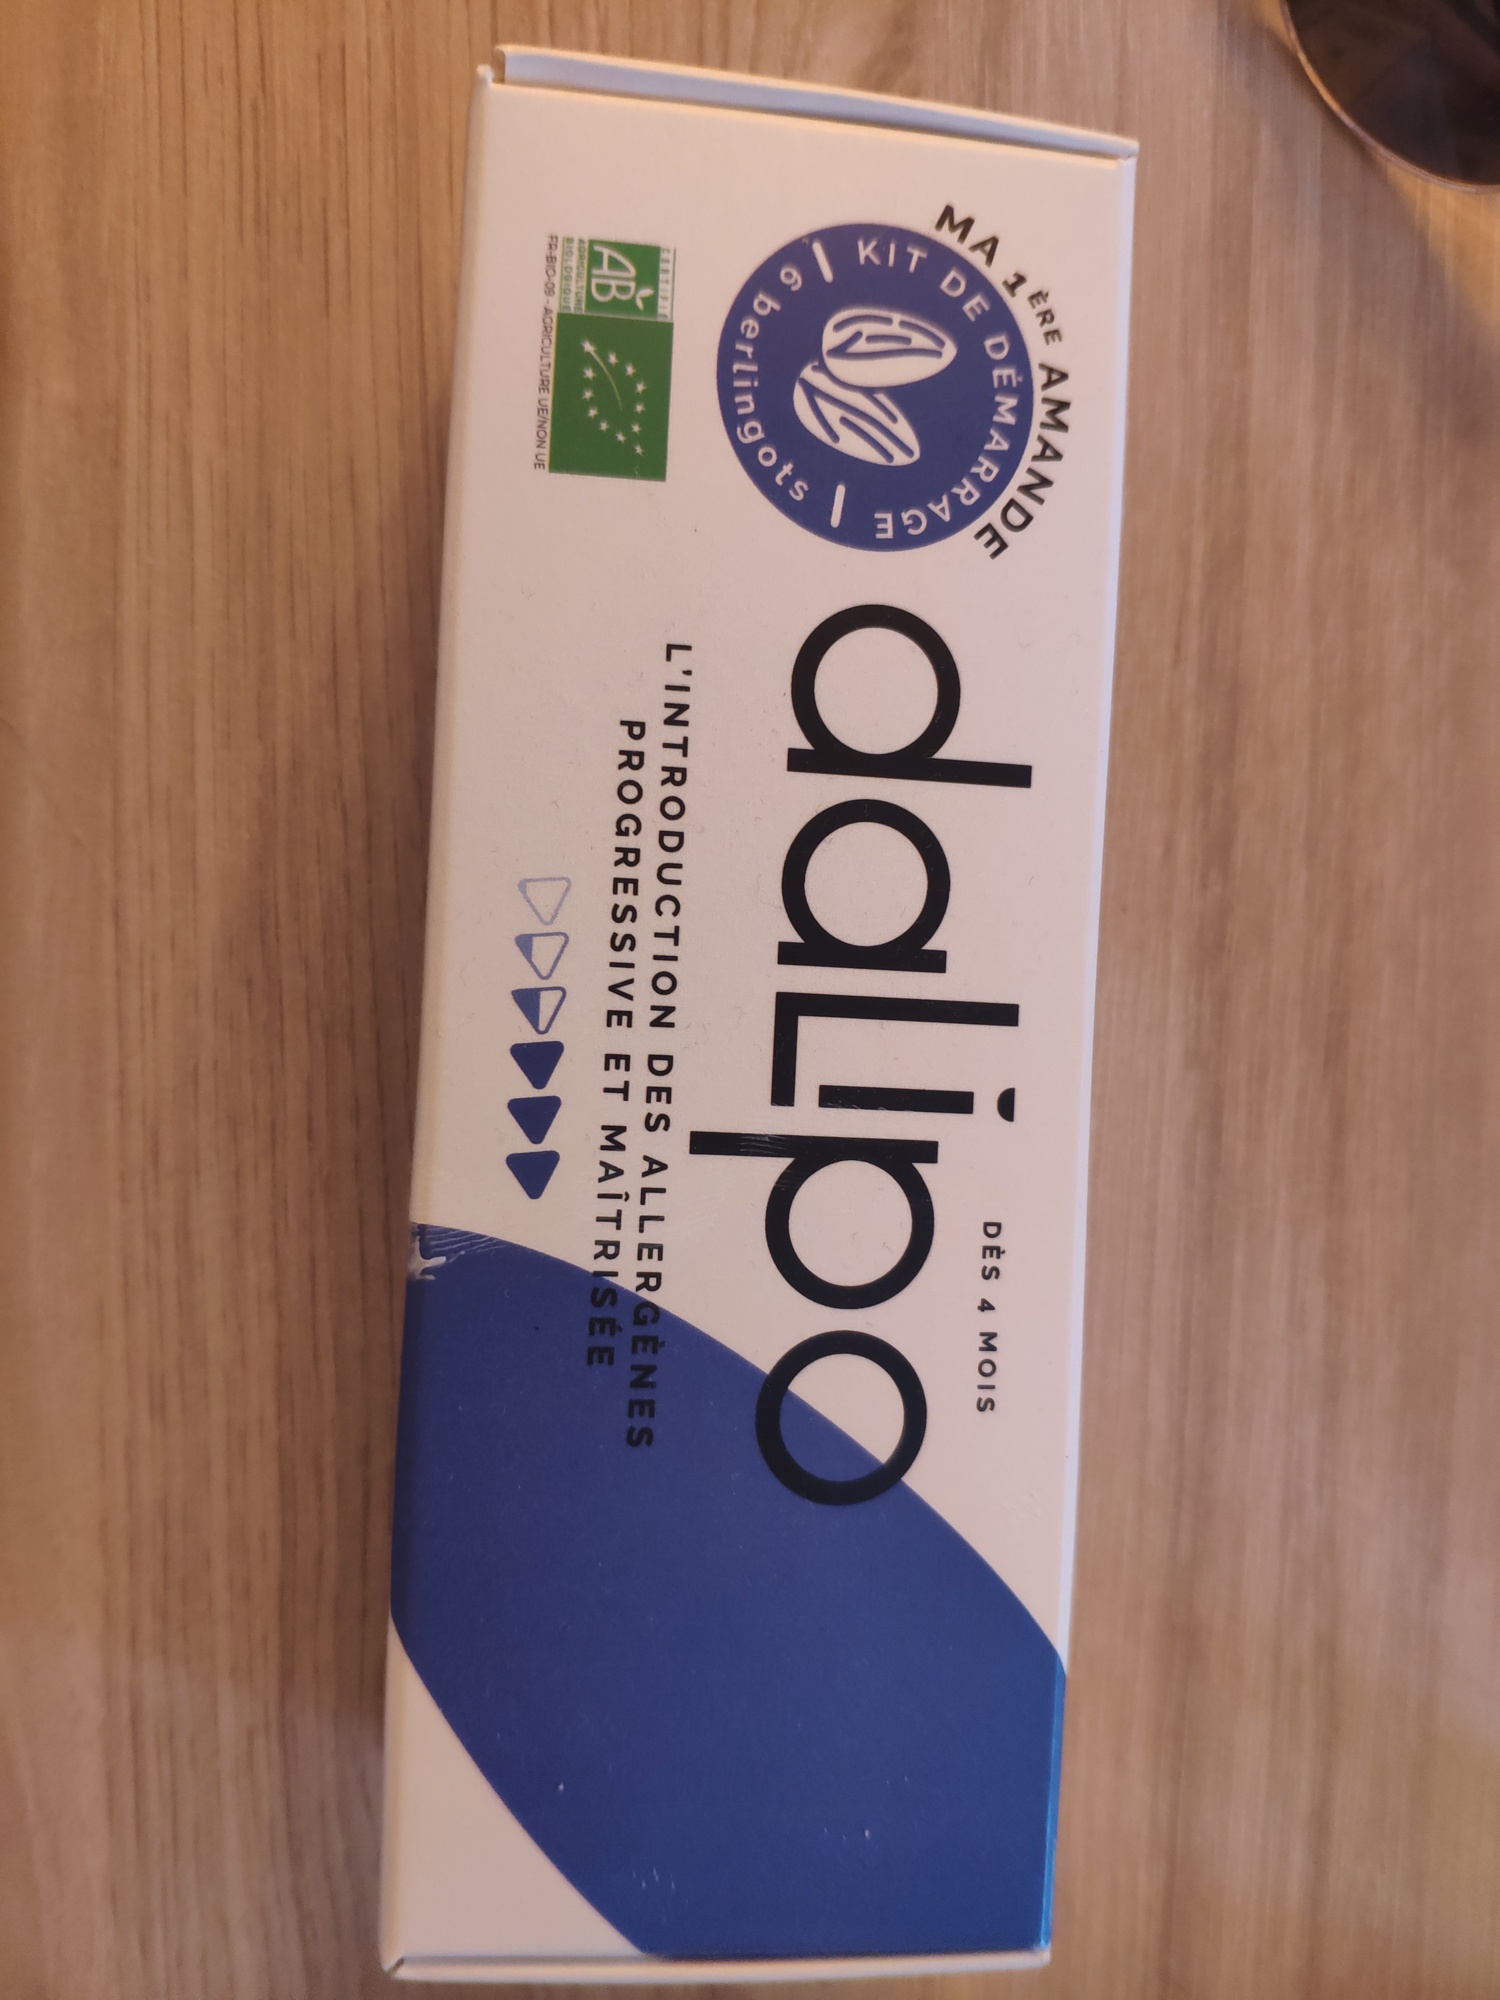 MA 1ÈRE AMANDE
KIT DE DÉMARRAGE
9 berlingots
daLipo
DÈS 4 MOIS
L'INTRODUCTION DES ALLERGÈNES
PROGRESSIVE ET MAÎTRISÉE
CERTIFIÉ
AB
AGRICULTURE
BIOLOGIQUE
FR-BIO-09 - AGRICULTURE UE/NON UE